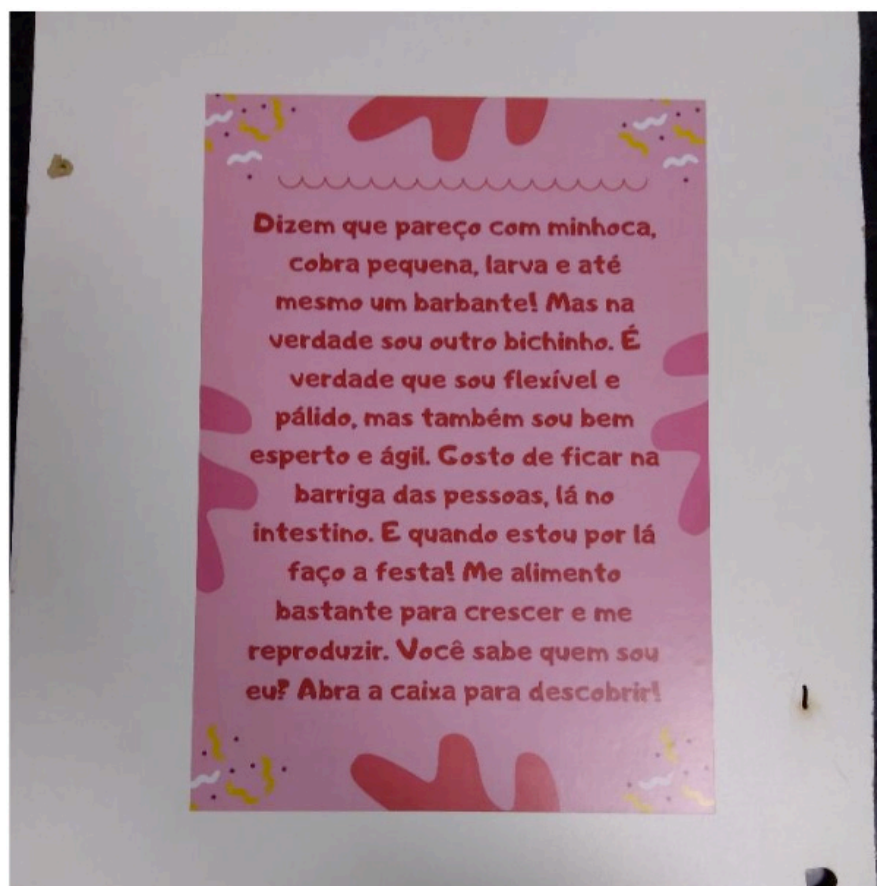 Dizem que pareço com minhoca,
cobra pequena, larva e até
mesmo um barbante! Mas na
verdade sou outro bichinho. É
verdade que sou flexível e
pálido, mas também sou bem
esperto e ágil. Gosto de ficar na
barriga das pessoas, lá no
intestino. E quando estou por lá
faço a festa! Me alimento
bastante para crescer e me
reproduzir. Você sabe quem sou
eu? Abra a caixa para descobrir!